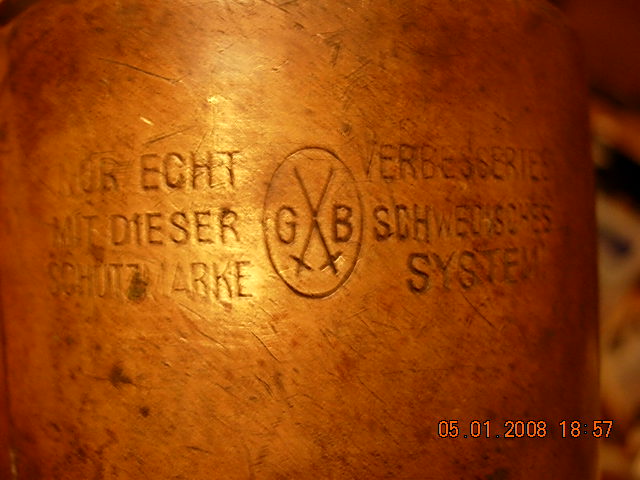 NUR ECHT
MIT DIESER
SCHUTZMARKE
G B
VERBESSERTES
SCHWEDISCHES
SYSTEM
05.01.2008 18:57